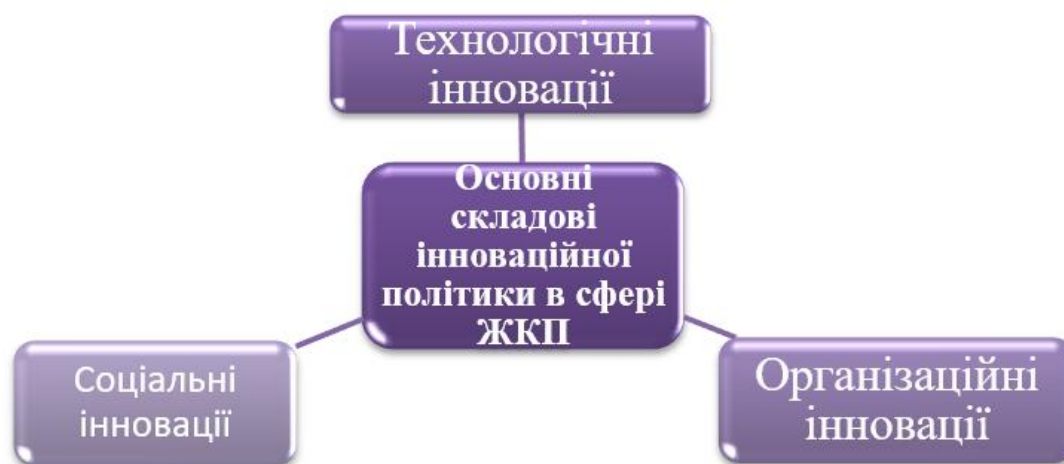 Технологічні
інновації
Основні
складові
інноваційної
політики в сфері
ЖКП
Соціальні
інновації
Організаційні
інновації